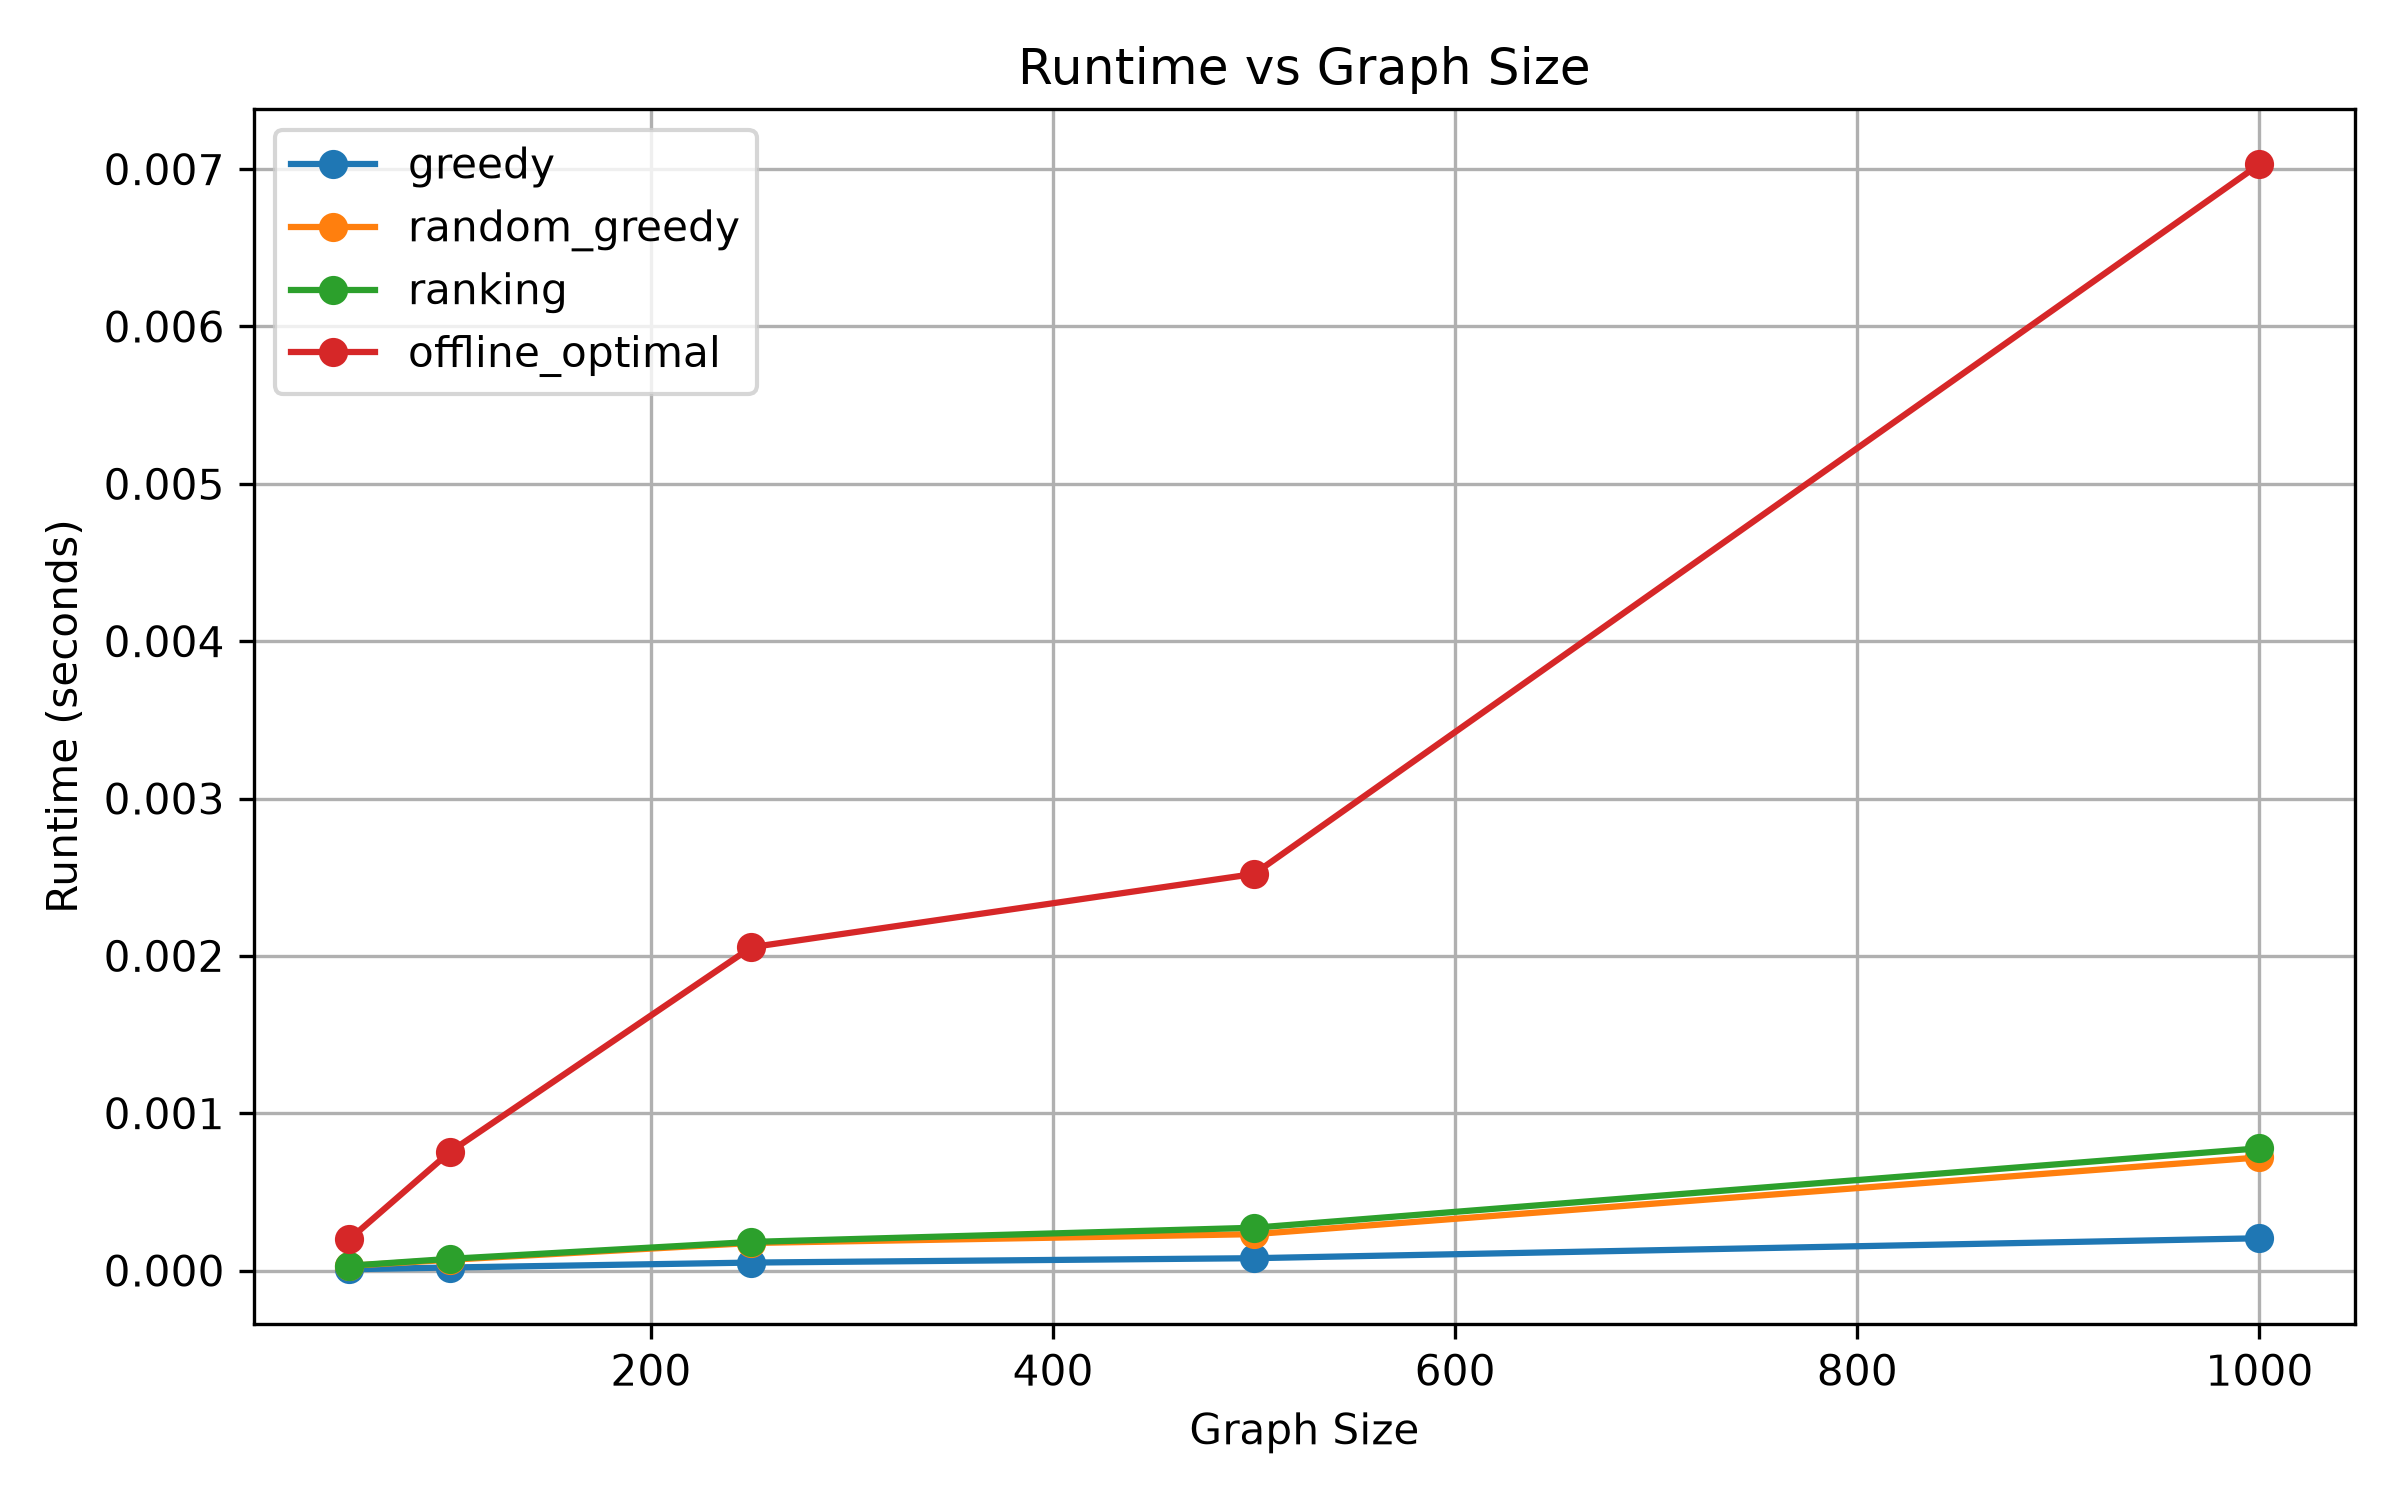 Runtime vs Graph Size
greedy
random_greedy
ranking
offline_optimal
0.007
0.006
0.005
0.004
0.003
0.002
0.001
0.000
Runtime (seconds)
200 400 600 800 1000
Graph Size